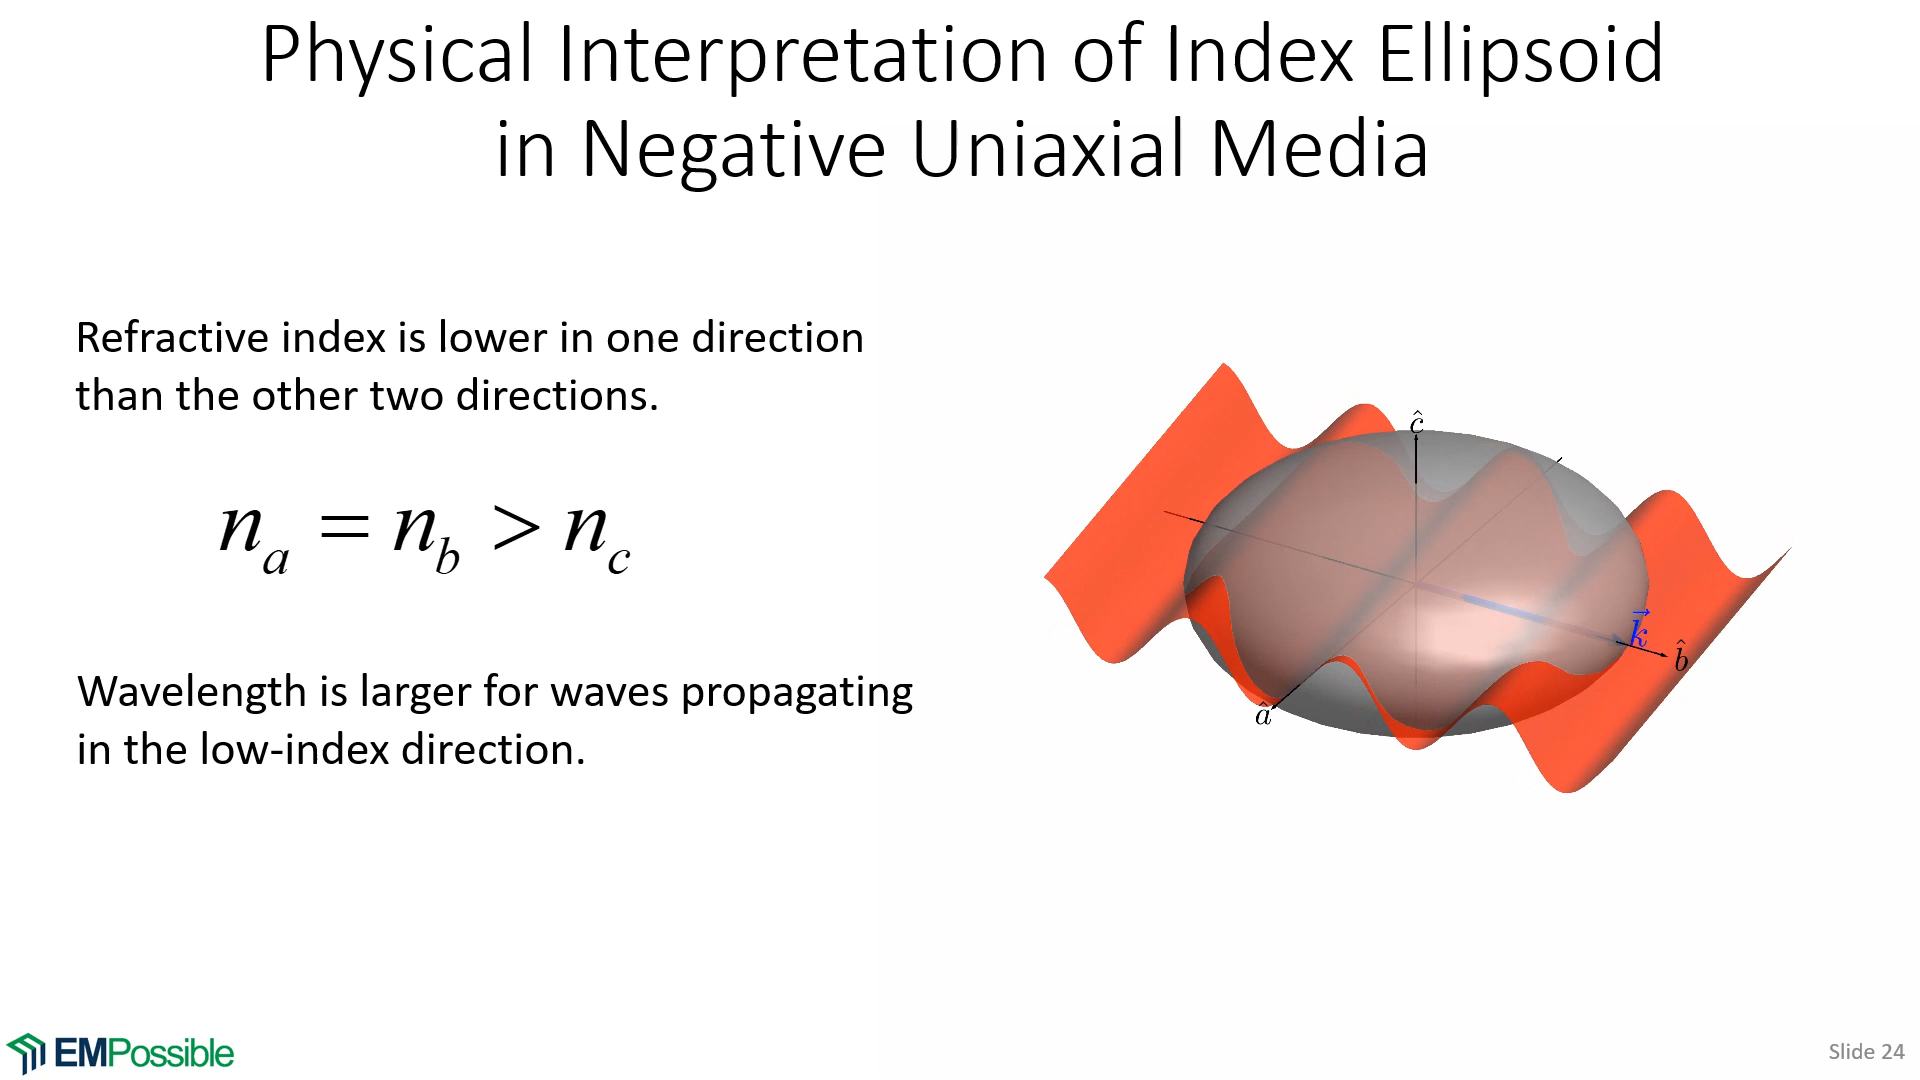 Physical Interpretation of Index Ellipsoid
in Negative Uniaxial Media
Refractive index is lower in one direction
than the other two directions.
n_a = n_b > n_c
Wavelength is larger for waves propagating
in the low-index direction.
ĉ
k⃗
b̂
â
EMPossible
Slide 24